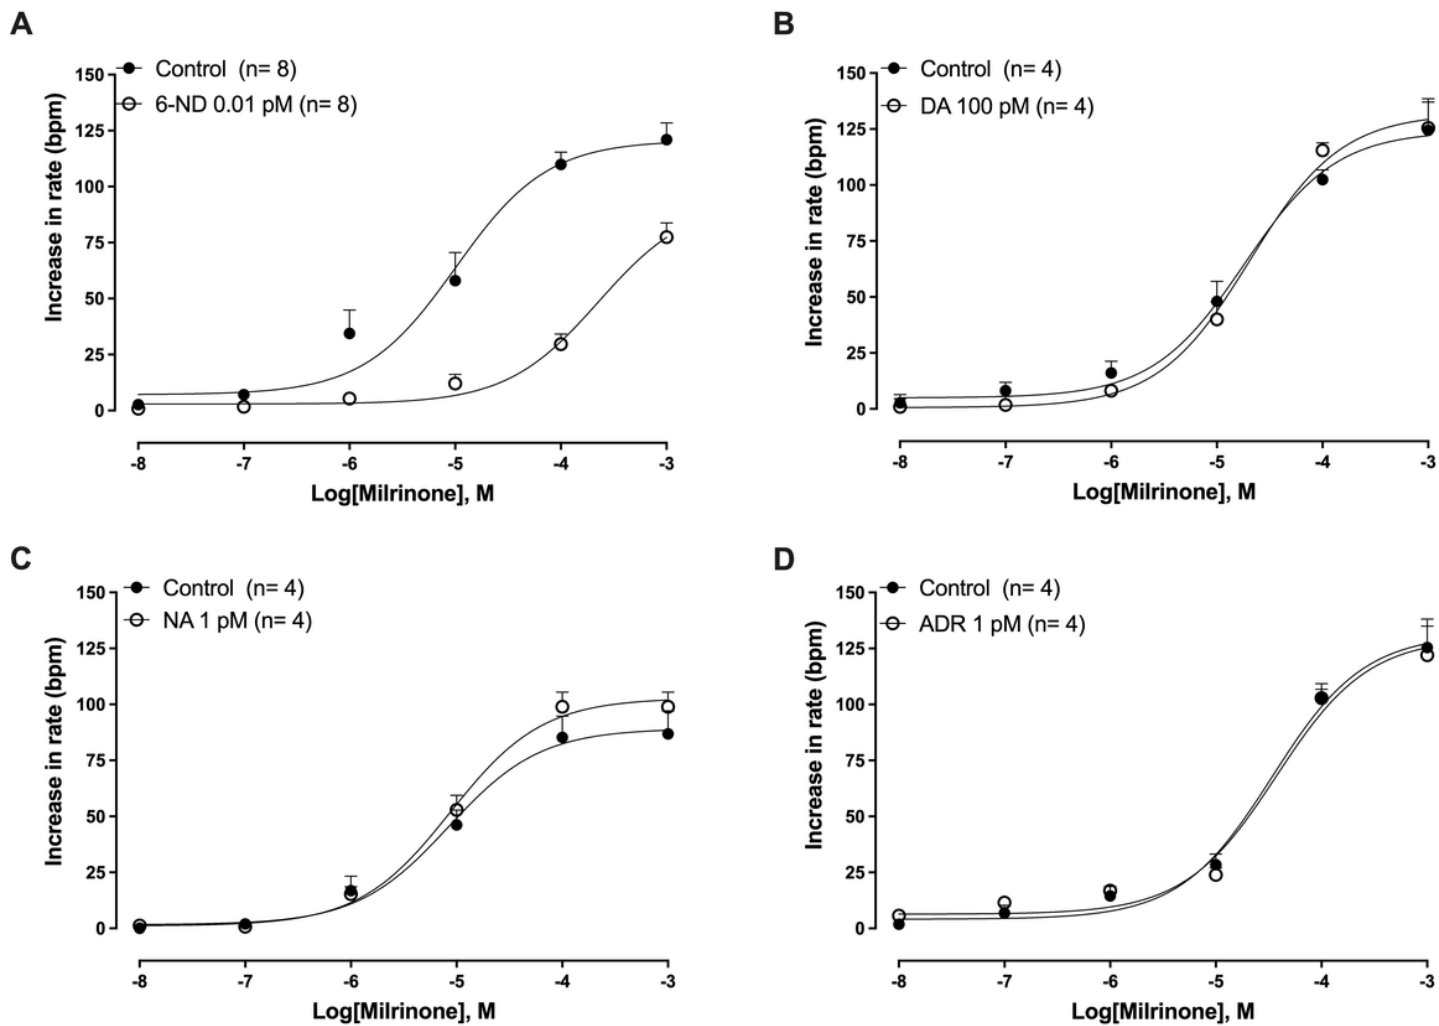 A
Control (n= 8)
6-ND 0.01 pM (n= 8)
Increase in rate (bpm)
150
125
100
75
50
25
0
-8 -7 -6 -5 -4 -3
Log[Milrinone], M
B
Control (n= 4)
DA 100 pM (n= 4)
Increase in rate (bpm)
150
125
100
75
50
25
0
-8 -7 -6 -5 -4 -3
Log[Milrinone], M
C
Control (n= 4)
NA 1 pM (n= 4)
Increase in rate (bpm)
150
125
100
75
50
25
0
-8 -7 -6 -5 -4 -3
Log[Milrinone], M
D
Control (n= 4)
ADR 1 pM (n= 4)
Increase in rate (bpm)
150
125
100
75
50
25
0
-8 -7 -6 -5 -4 -3
Log[Milrinone], M